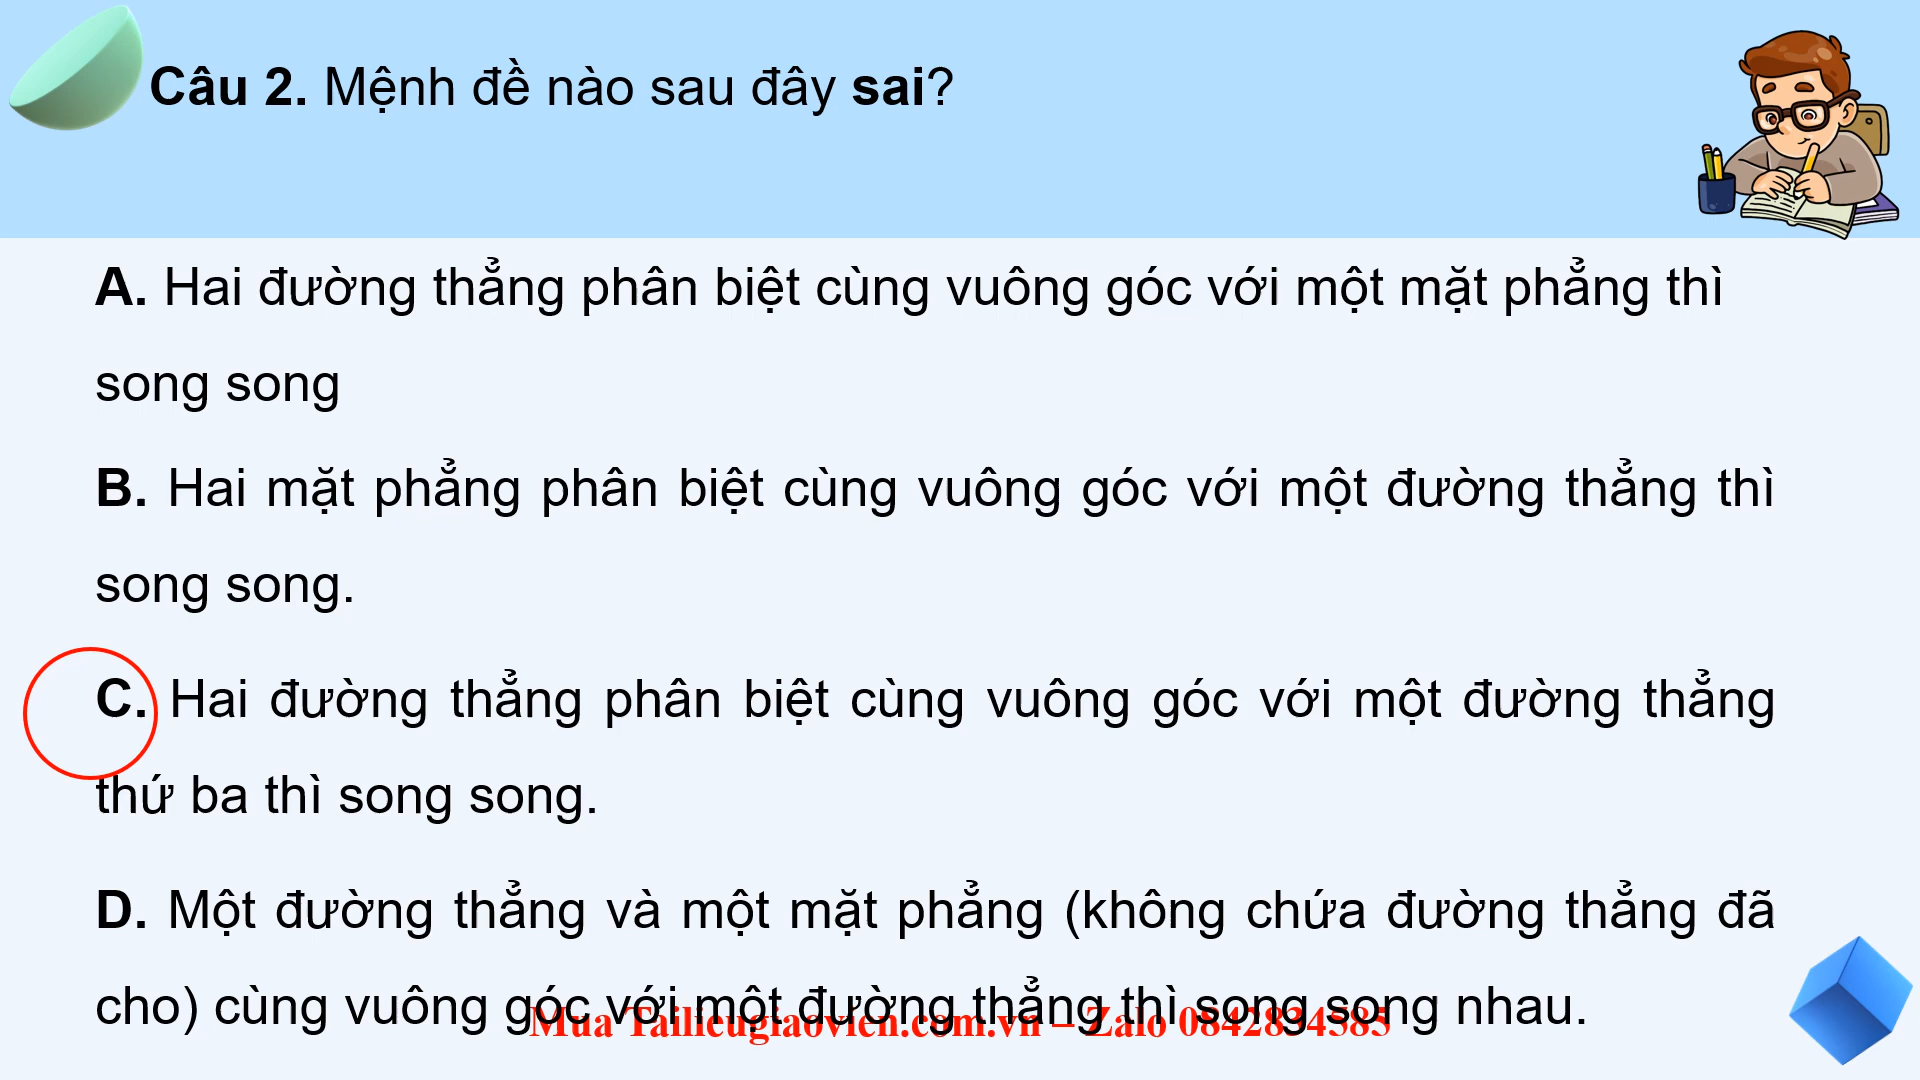 Câu 2. Mệnh đề nào sau đây sai?
A. Hai đường thẳng phân biệt cùng vuông góc với một mặt phẳng thì
song song
B. Hai mặt phẳng phân biệt cùng vuông góc với một đường thẳng thì
song song.
C. Hai đường thẳng phân biệt cùng vuông góc với một đường thẳng
thứ ba thì song song.
D. Một đường thẳng và một mặt phẳng (không chứa đường thẳng đã
cho) cùng vuông góc với một đường thẳng thì song song nhau.
Mua Tailieugiaovien.com.vn – Zalo 0842834585